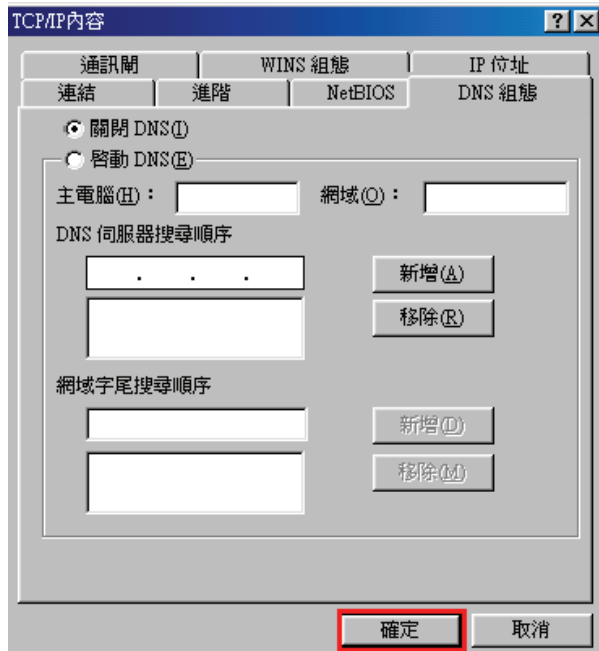 TCP/IP內容
通訊閘 WINS 組態 IP 位址
連結 進階 NetBIOS DNS 組態
關閉 DNS(I)
啓動 DNS(E)
主電腦(H)： 網域(O)：
DNS 伺服器搜尋順序
. . . 新增(A)
移除(R)
網域字尾搜尋順序
新增(D)
移除(M)
確定 取消